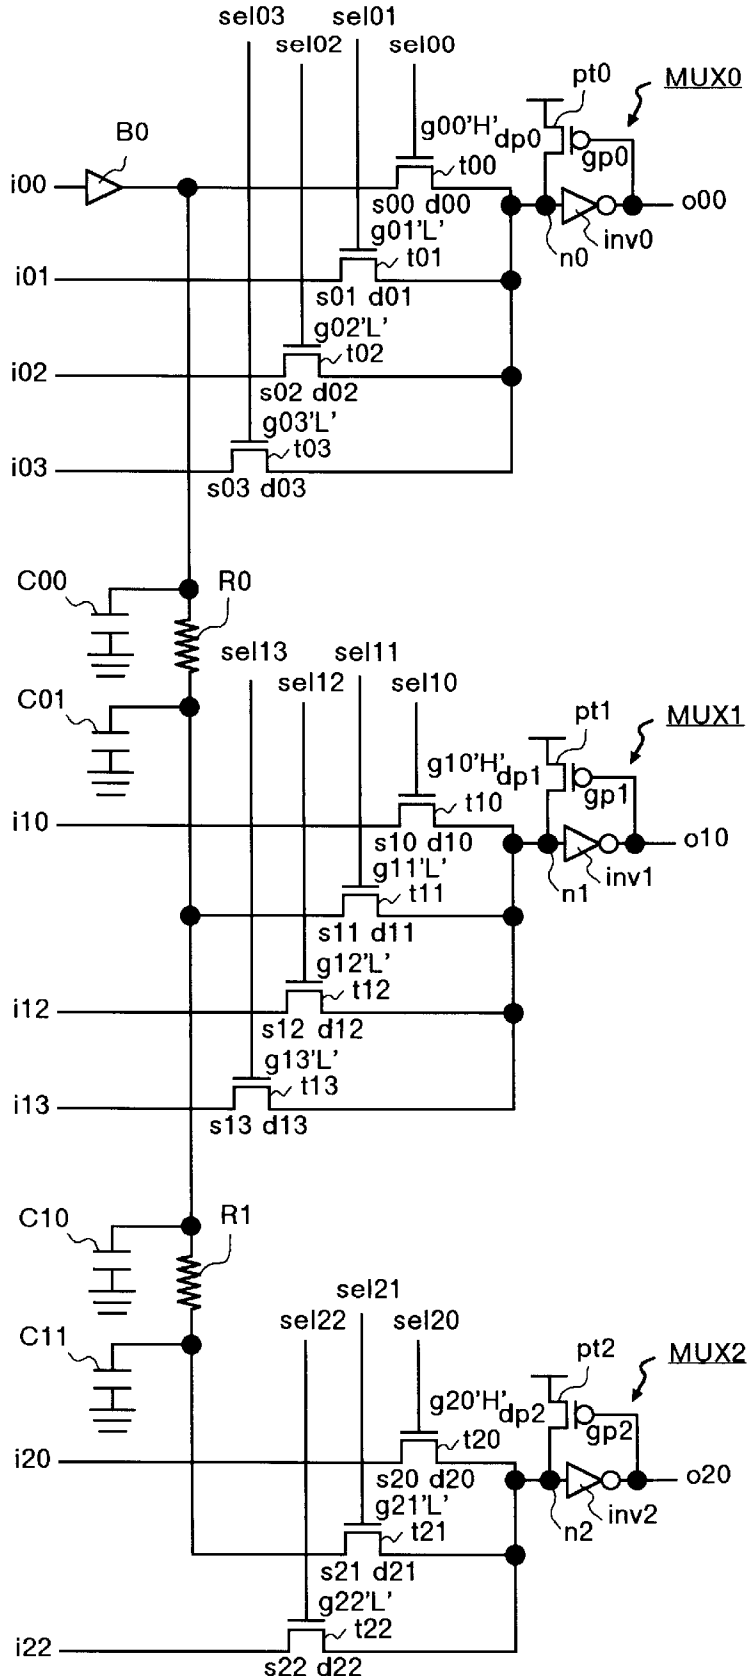 sel03 sel01
sel02 sel00
pt0 MUX0
B0 g00'H' dp0 gp0
i00 t00
s00 d00 o00
g01'L' n0 inv0
i01 t01
s01 d01
g02'L'
i02 t02
s02 d02
g03'L'
i03 t03
s03 d03
C00 R0
sel13 sel11
C01 sel12 sel10
pt1 MUX1
g10'H' dp1 gp1
i10 t10
s10 d10 o10
g11'L' n1 inv1
t11
s11 d11
g12'L'
i12 t12
s12 d12
g13'L'
i13 t13
s13 d13
C10 R1
sel21
C11 sel22 sel20
pt2 MUX2
g20'H' dp2 gp2
i20 t20
s20 d20 o20
g21'L' n2 inv2
t21
s21 d21
g22'L'
i22 t22
s22 d22